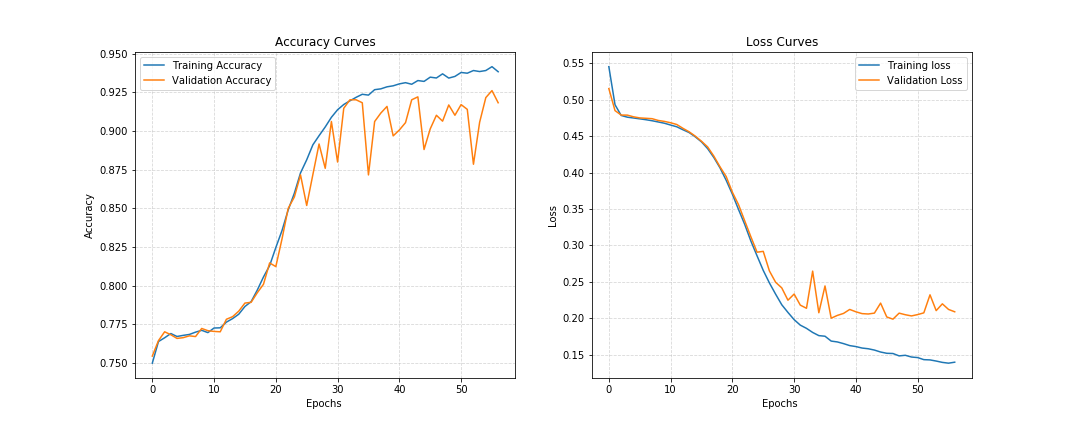 Accuracy Curves
Training Accuracy
Validation Accuracy
0.950
0.925
0.900
0.875
0.850
0.825
0.800
0.775
0.750
Accuracy
0 10 20 30 40 50
Epochs
Loss Curves
Training loss
Validation Loss
0.55
0.50
0.45
0.40
0.35
0.30
0.25
0.20
0.15
Loss
0 10 20 30 40 50
Epochs